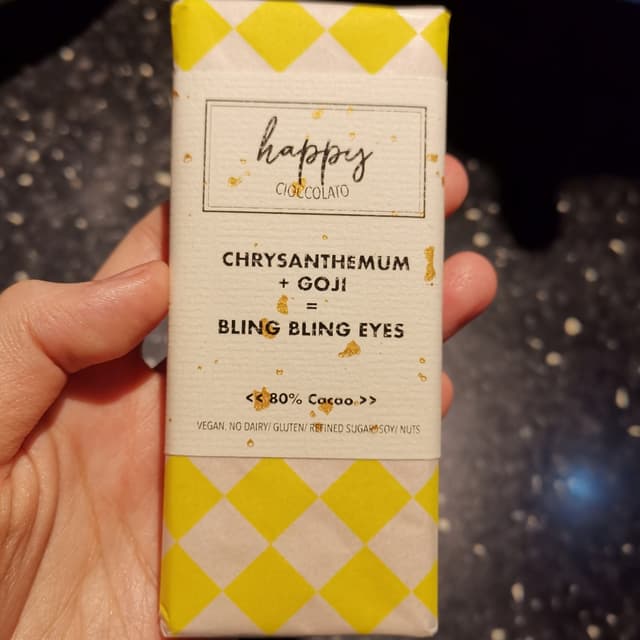 happy
CIOCCOLATO
CHRYSANTHEMUM
+ GOJI
=
BLING BLING EYES
<< 80% Cacao >>
VEGAN. NO DAIRY/ GLUTEN/ REFINED SUGAR/ SOY/ NUTS